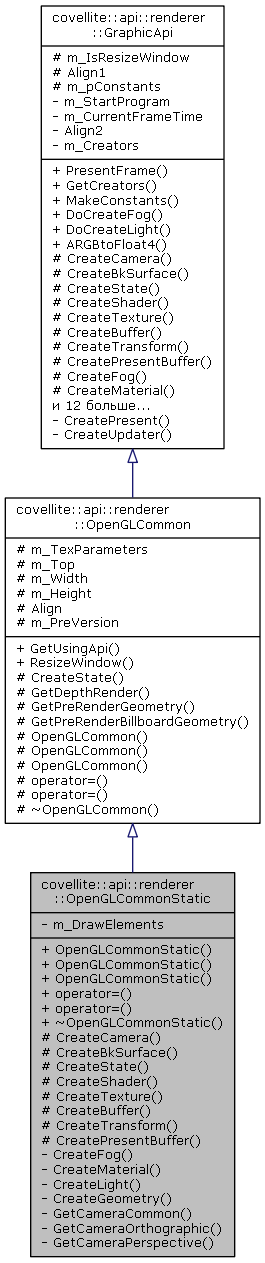 covellite::api::renderer
::GraphicApi
# m_IsResizeWindow
# Align1
# m_pConstants
- m_StartProgram
- m_CurrentFrameTime
- Align2
- m_Creators
+ PresentFrame()
+ GetCreators()
+ MakeConstants()
+ DoCreateFog()
+ DoCreateLight()
+ ARGBtoFloat4()
# CreateCamera()
# CreateBkSurface()
# CreateState()
# CreateShader()
# CreateTexture()
# CreateBuffer()
# CreateTransform()
# CreatePresentBuffer()
# CreateFog()
# CreateMaterial()
и 12 больше...
- CreatePresent()
- CreateUpdater()
covellite::api::renderer
::OpenGLCommon
# m_TexParameters
# m_Top
# m_Width
# m_Height
# Align
# m_PreVersion
+ GetUsingApi()
+ ResizeWindow()
# CreateState()
# GetDepthRender()
# GetPreRenderGeometry()
# GetPreRenderBillboardGeometry()
# OpenGLCommon()
# OpenGLCommon()
# OpenGLCommon()
# operator=()
# operator=()
# ~OpenGLCommon()
covellite::api::renderer
::OpenGLCommonStatic
- m_DrawElements
+ OpenGLCommonStatic()
+ OpenGLCommonStatic()
+ OpenGLCommonStatic()
+ operator=()
+ operator=()
+ ~OpenGLCommonStatic()
# CreateCamera()
# CreateBkSurface()
# CreateState()
# CreateShader()
# CreateTexture()
# CreateBuffer()
# CreateTransform()
# CreatePresentBuffer()
- CreateFog()
- CreateMaterial()
- CreateLight()
- CreateGeometry()
- GetCameraCommon()
- GetCameraOrthographic()
- GetCameraPerspective()